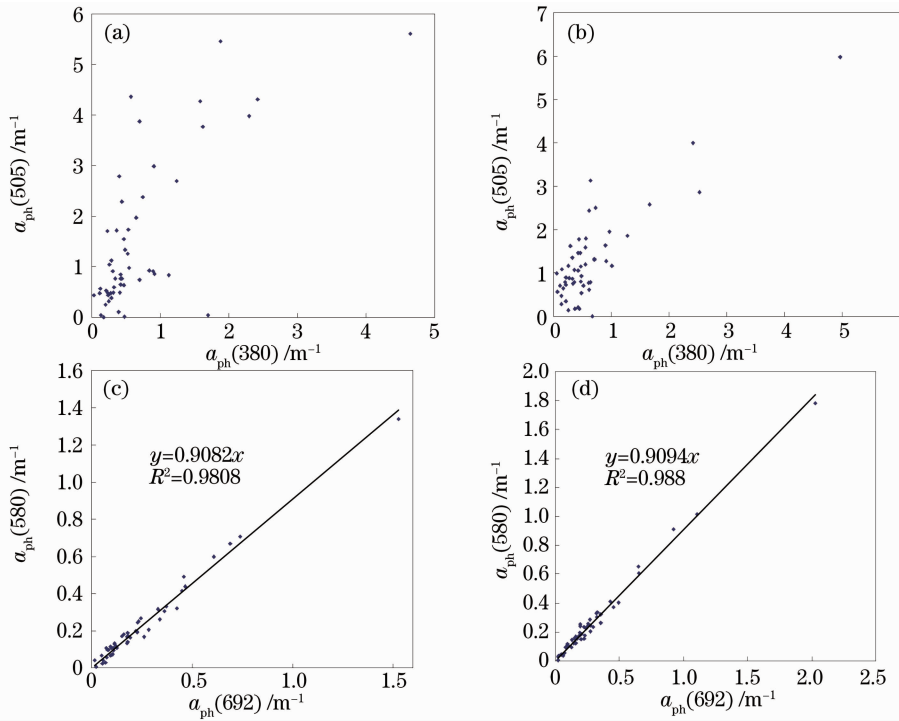 (a)
6
5
4
3
2
1
0
a_ph(505) /m⁻¹
0 1 2 3 4 5
a_ph(380) /m⁻¹
(b)
7
6
5
4
3
2
1
0
a_ph(505) /m⁻¹
0 1 2 3 4 5
a_ph(380) /m⁻¹
(c)
1.6
1.4
1.2
1.0
0.8
0.6
0.4
0.2
0
a_ph(580) /m⁻¹
y=0.9082x
R²=0.9808
0 0.5 1.0 1.5
a_ph(692) /m⁻¹
(d)
2.0
1.8
1.6
1.4
1.2
1.0
0.8
0.6
0.4
0.2
0
a_ph(580) /m⁻¹
y=0.9094x
R²=0.988
0 0.5 1.0 1.5 2.0 2.5
a_ph(692) /m⁻¹